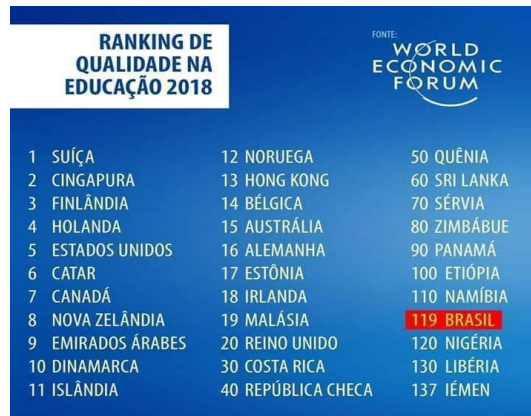 RANKING DE
QUALIDADE NA
EDUCAÇÃO 2018
FONTE:
WORLD
ECONOMIC
FORUM
1 SUÍÇA
2 CINGAPURA
3 FINLÂNDIA
4 HOLANDA
5 ESTADOS UNIDOS
6 CATAR
7 CANADÁ
8 NOVA ZELÂNDIA
9 EMIRADOS ÁRABES
10 DINAMARCA
11 ISLÂNDIA
12 NORUEGA
13 HONG KONG
14 BÉLGICA
15 AUSTRÁLIA
16 ALEMANHA
17 ESTÔNIA
18 IRLANDA
19 MALÁSIA
20 REINO UNIDO
30 COSTA RICA
40 REPÚBLICA CHECA
50 QUÊNIA
60 SRI LANKA
70 SÉRVIA
80 ZIMBÁBUE
90 PANAMÁ
100 ETIÓPIA
110 NAMÍBIA
119 BRASIL
120 NIGÉRIA
130 LIBÉRIA
137 IÉMEN